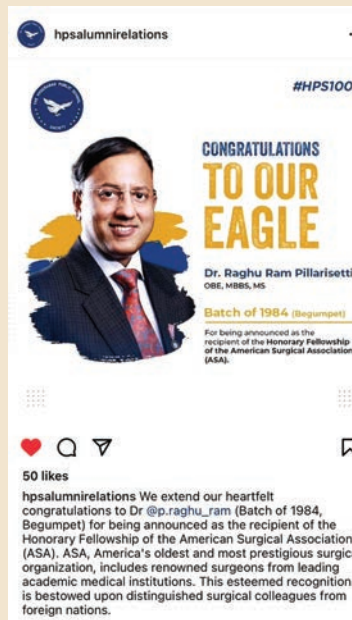 hpsalumnirelations
#HPS100
CONGRATULATIONS
TO OUR
EAGLE
Dr. Raghu Ram Pillarisetti
OBE, MBBS, MS
Batch of 1984 (Begumpet)
For being announced as the
recipient of the Honorary Fellowship
of the American Surgical Association
(ASA).
50 likes
hpsalumnirelations We extend our heartfelt
congratulations to Dr @p.raghu_ram (Batch of 1984,
Begumpet) for being announced as the recipient of the
Honorary Fellowship of the American Surgical Association
(ASA). ASA, America's oldest and most prestigious surgic
organization, includes renowned surgeons from leading
academic medical institutions. This esteemed recognition
is bestowed upon distinguished surgical colleagues from
foreign nations.